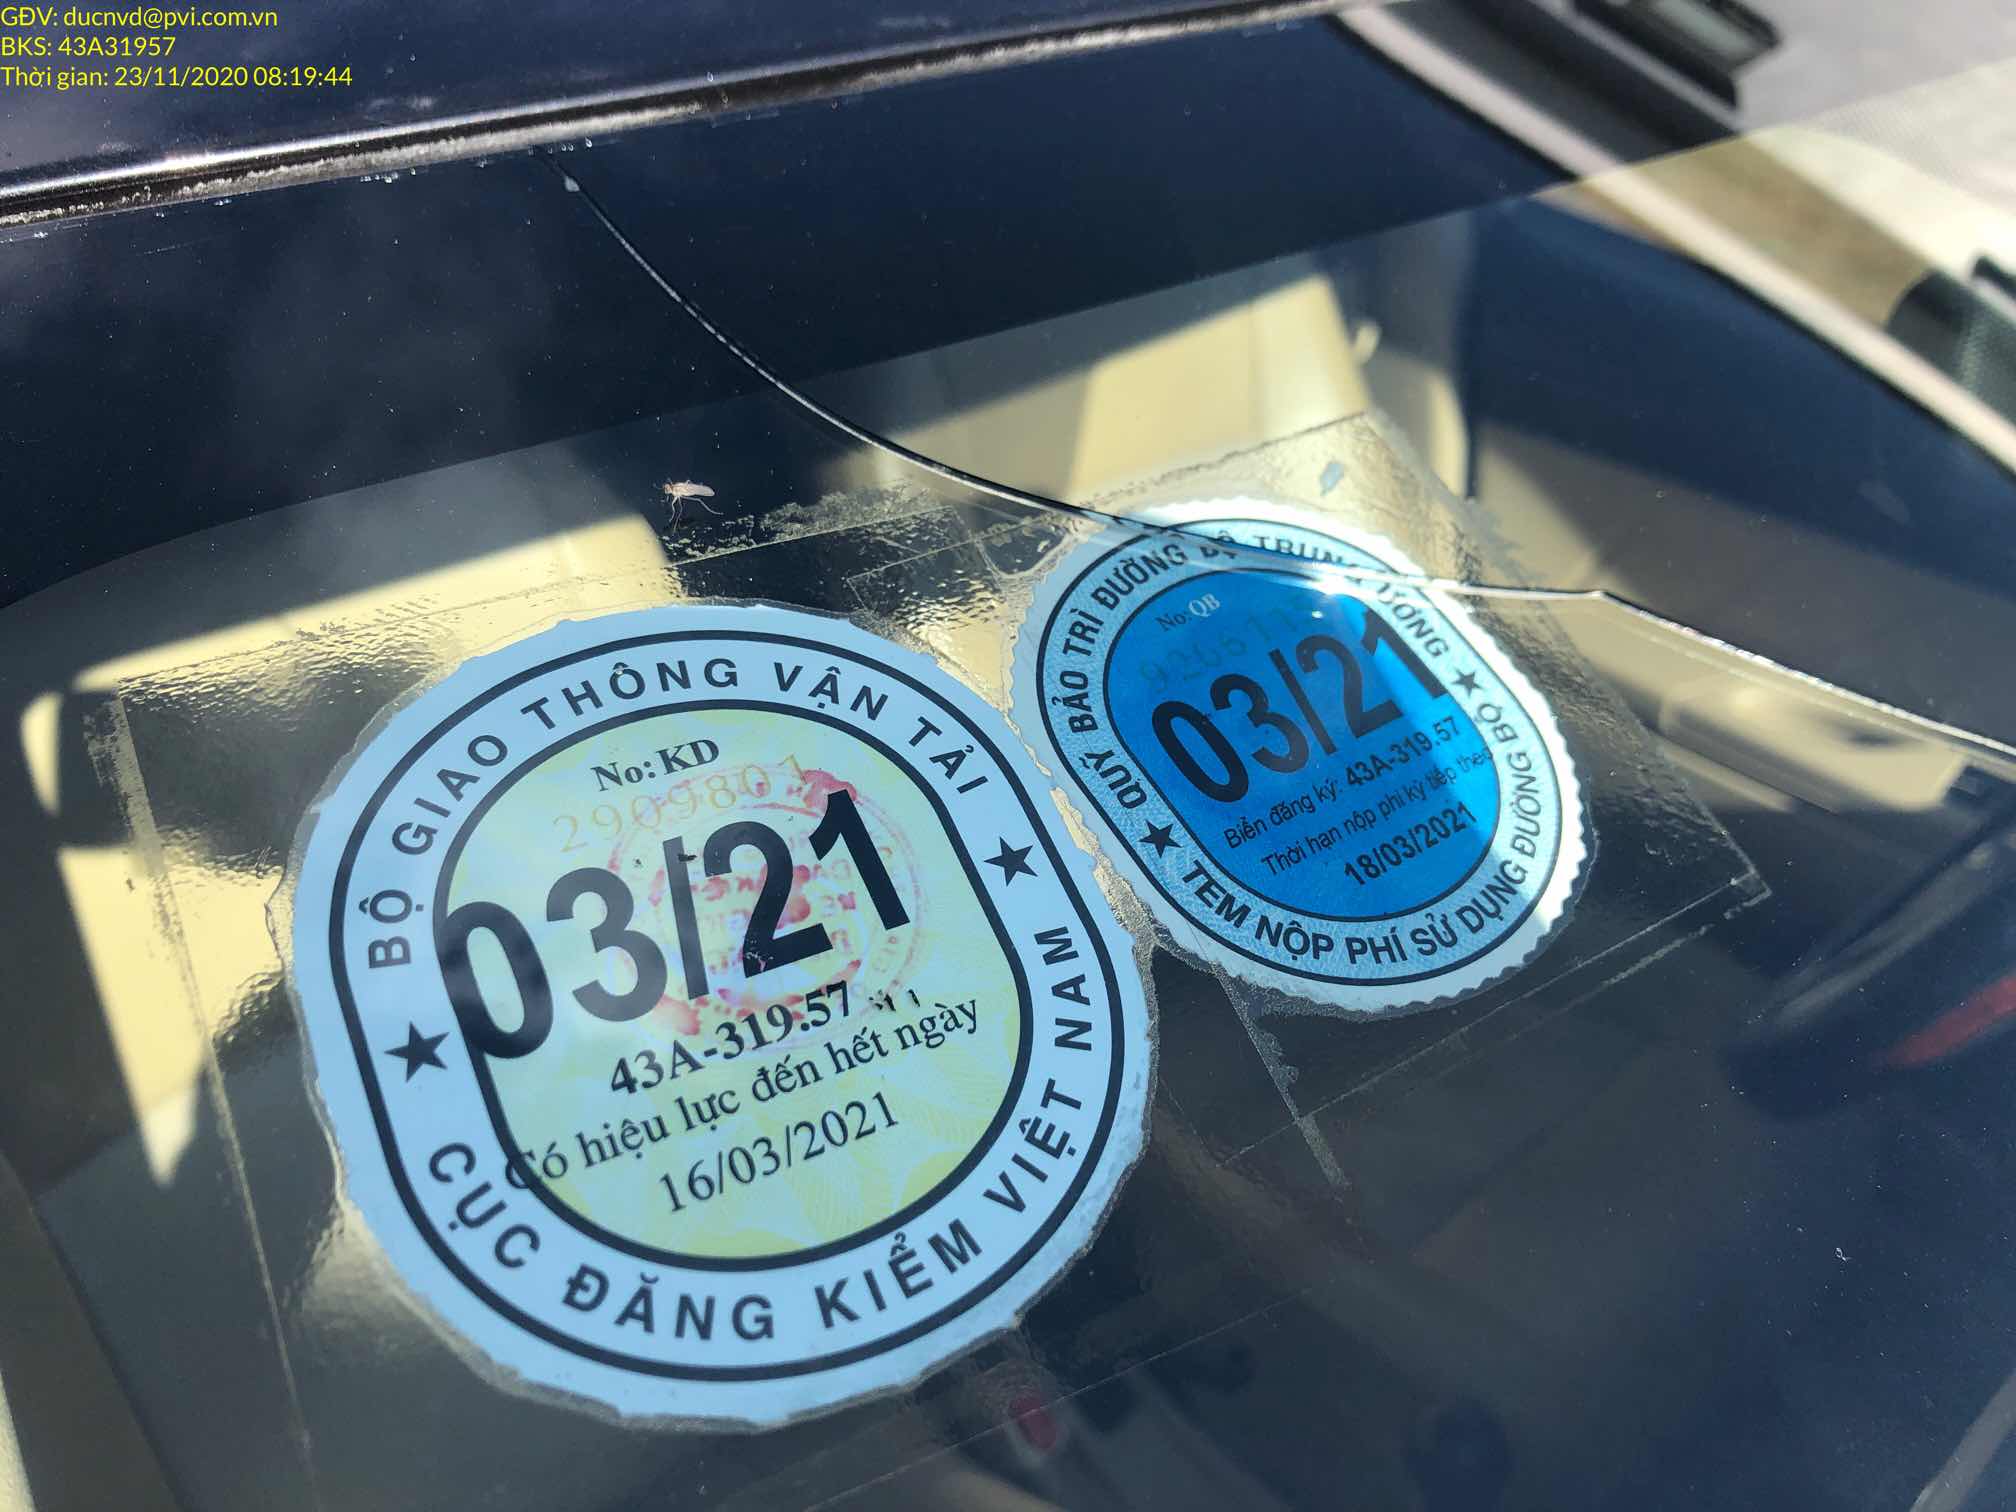 GĐV: ducnvd@pvi.com.vn
BKS: 43A31957
Thời gian: 23/11/2020 08:19:44
BỘ GIAO THÔNG VẬN TẢI
No: KD
2909801
03/21
43A-319.57
Có hiệu lực đến hết ngày
16/03/2021
CỤC ĐĂNG KIỂM VIỆT NAM
QUỸ BẢO TRÌ ĐƯỜNG BỘ TRUNG ƯƠNG
No: QB
03/21
Biển đăng ký: 43A-319.57
Thời hạn nộp phí kỳ tiếp theo
18/03/2021
TEM NỘP PHÍ SỬ DỤNG ĐƯỜNG BỘ